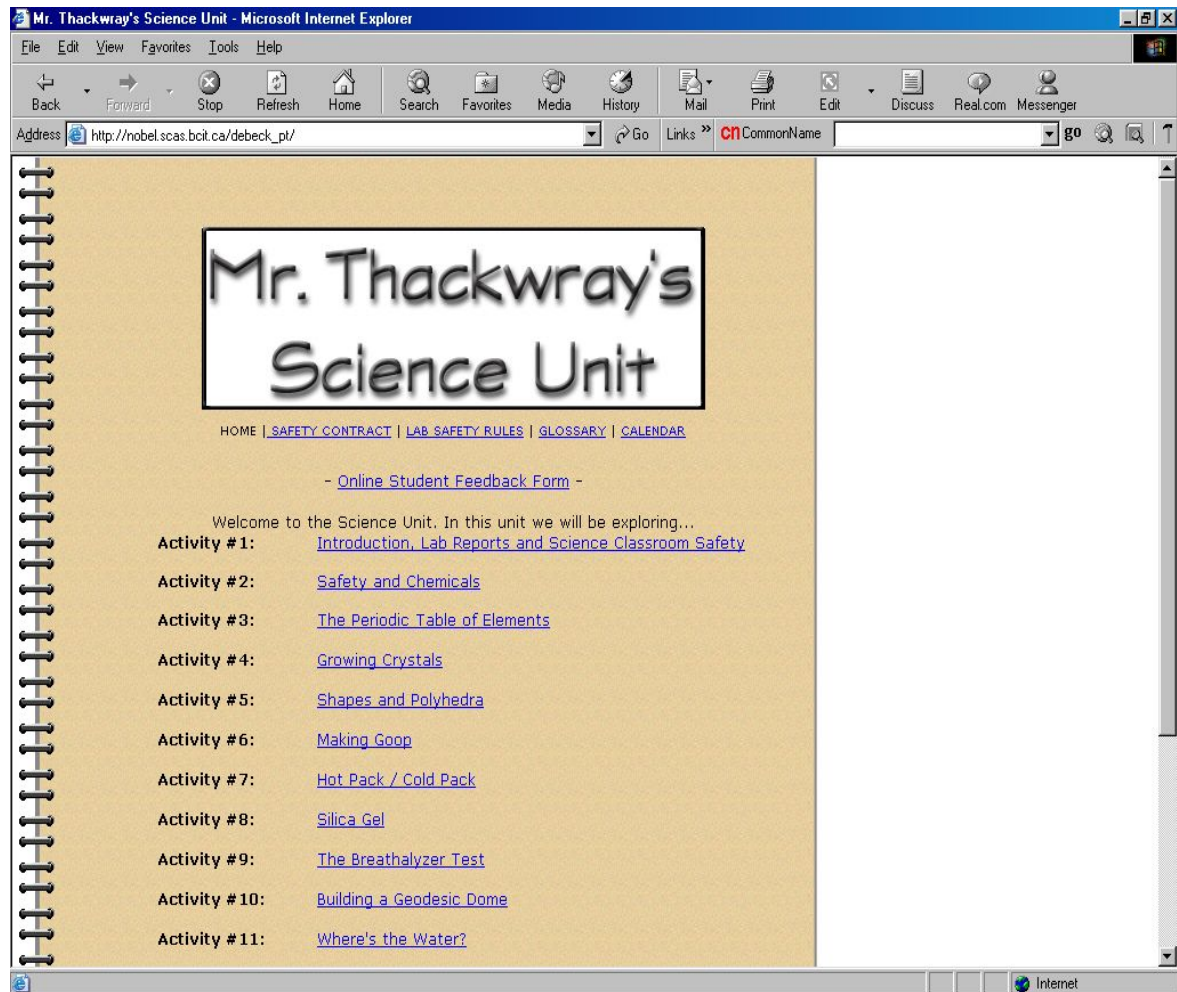 Mr. Thackwray's Science Unit - Microsoft Internet Explorer
File Edit View Favorites Tools Help
Back Forward Stop Refresh Home Search Favorites Media History Mail Print Edit Discuss Real.com Messenger
Address http://nobel.scas.bcit.ca/debeck_pt/ Go Links » cn CommonName go
Mr. Thackwray's
Science Unit
HOME | SAFETY CONTRACT | LAB SAFETY RULES | GLOSSARY | CALENDAR
- Online Student Feedback Form -
Welcome to the Science Unit. In this unit we will be exploring...
Activity #1: Introduction, Lab Reports and Science Classroom Safety
Activity #2: Safety and Chemicals
Activity #3: The Periodic Table of Elements
Activity #4: Growing Crystals
Activity #5: Shapes and Polyhedra
Activity #6: Making Goop
Activity #7: Hot Pack / Cold Pack
Activity #8: Silica Gel
Activity #9: The Breathalyzer Test
Activity #10: Building a Geodesic Dome
Activity #11: Where's the Water?
Internet